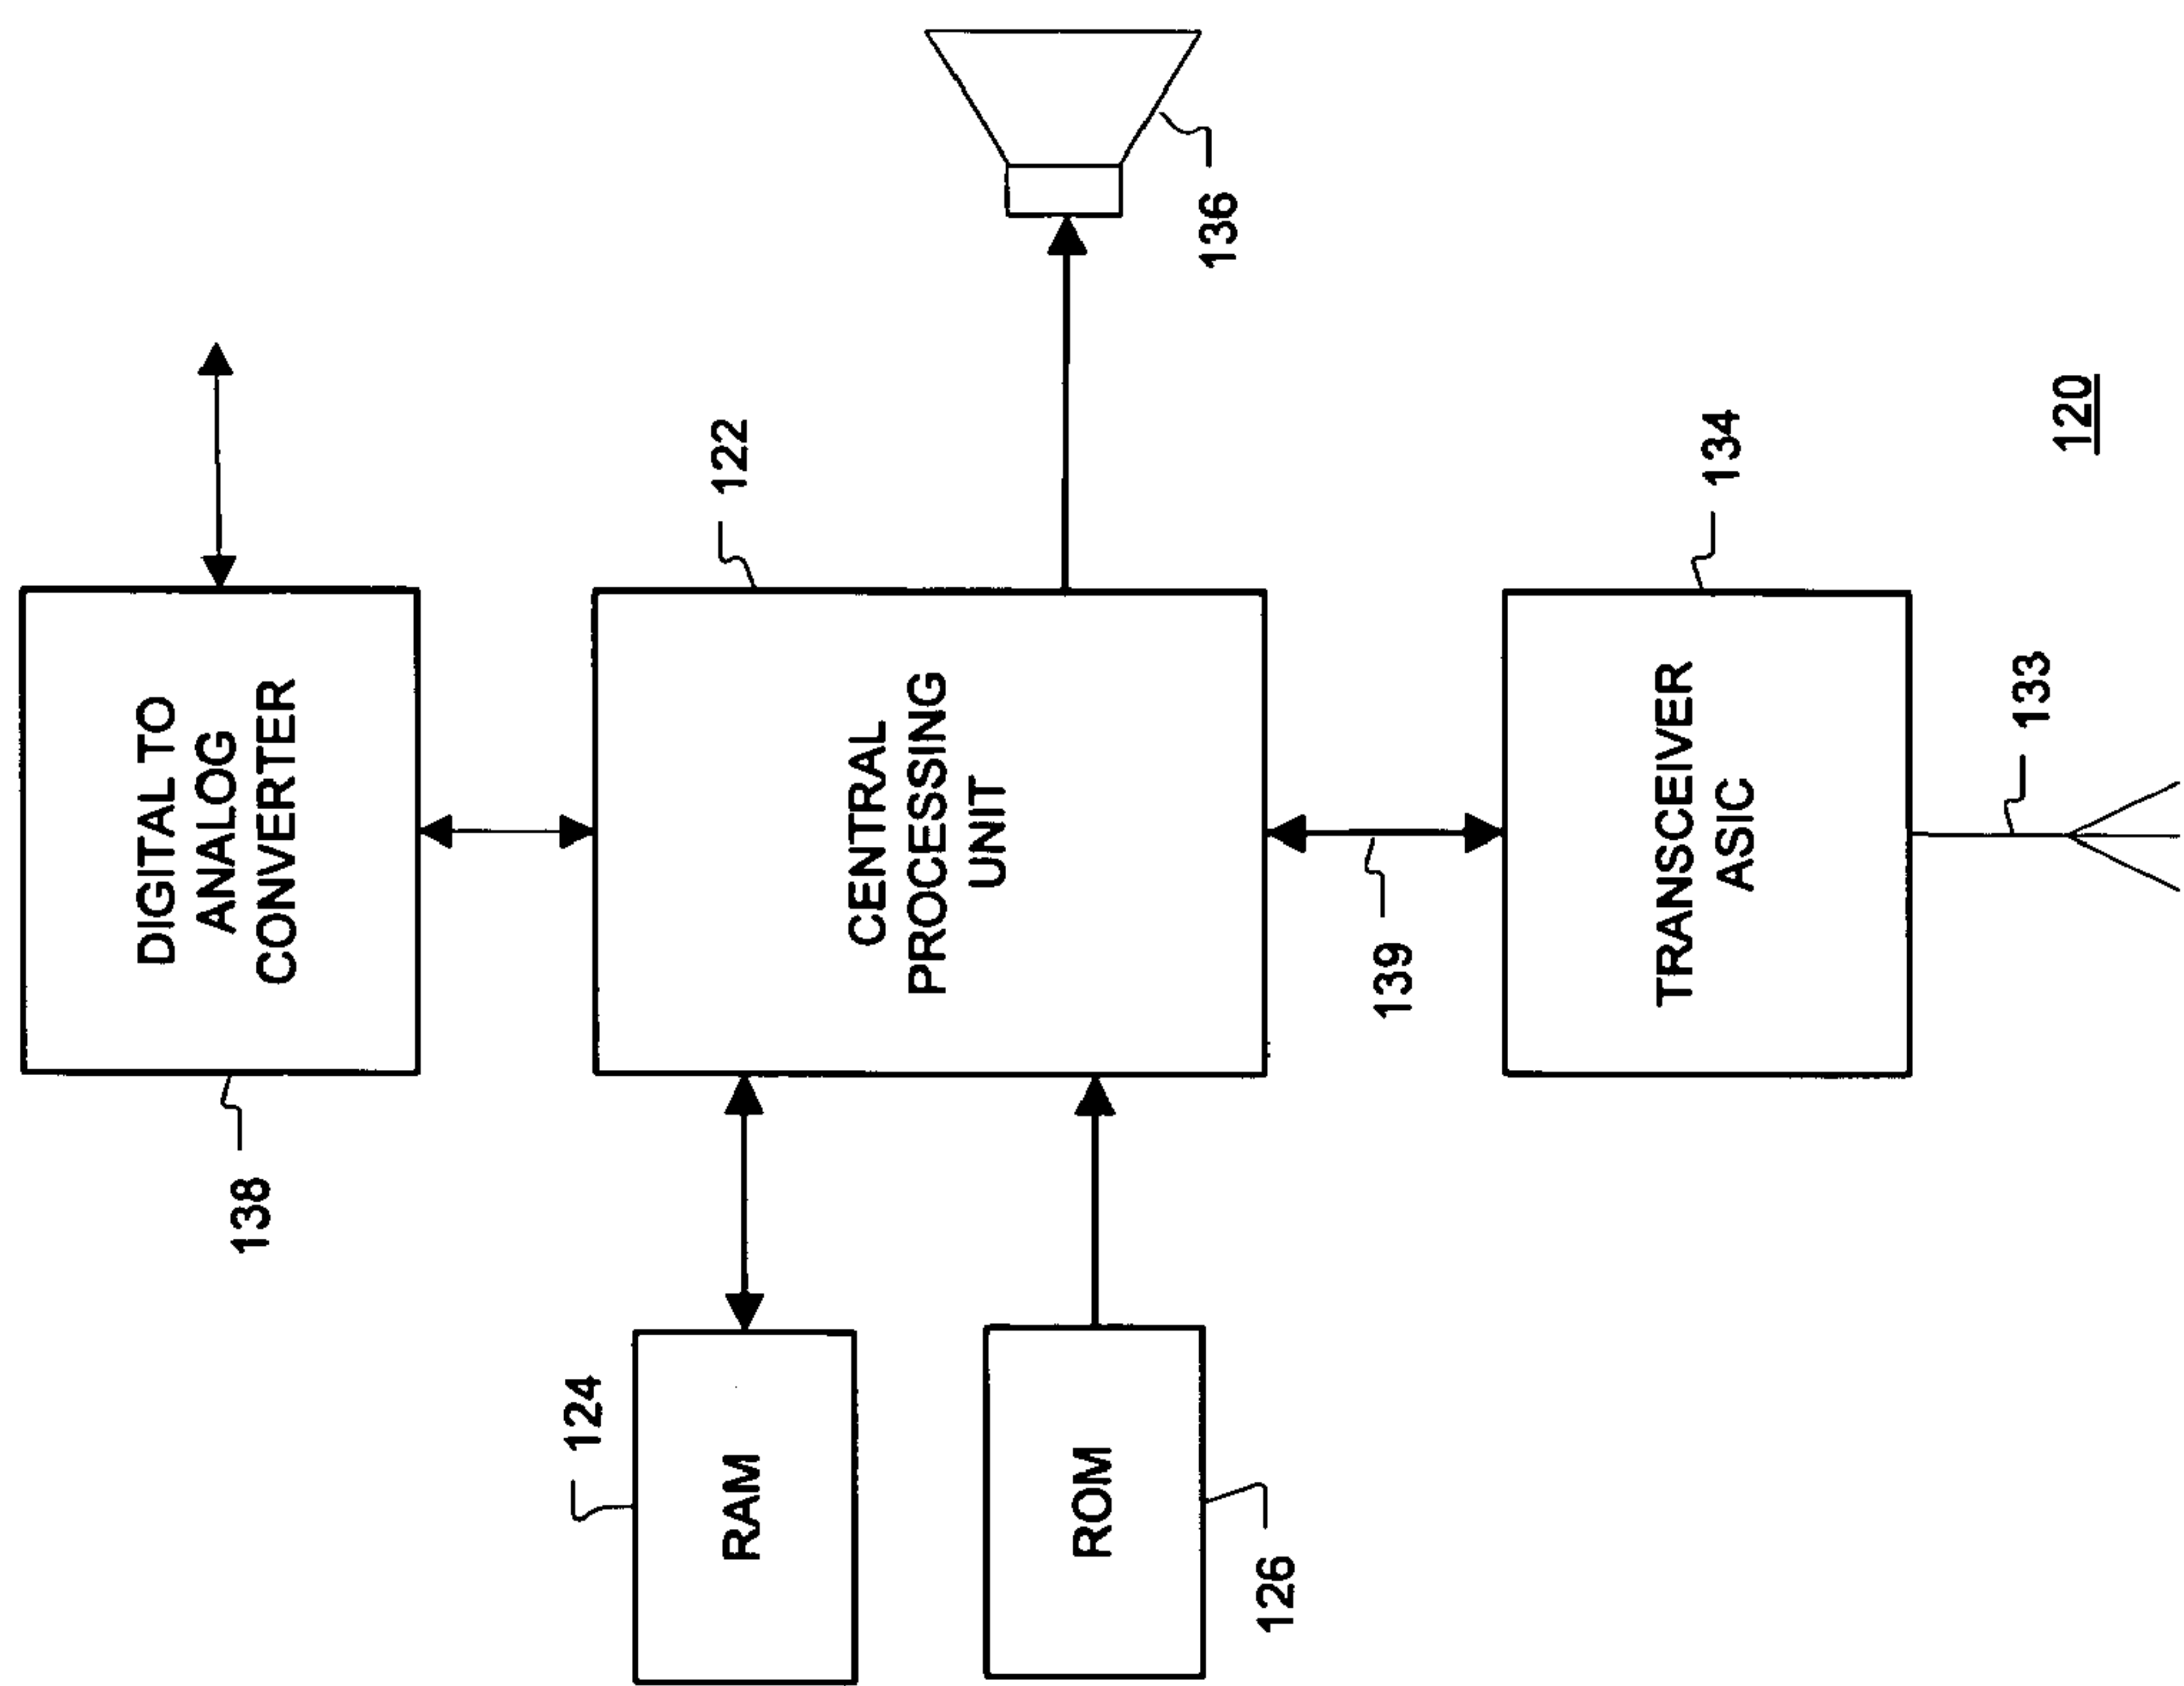 DIGITAL TO
ANALOG
CONVERTER
138
122
CENTRAL
PROCESSING
UNIT
136
124
RAM
ROM
126
139
134
TRANSCEIVER
ASIC
133
120